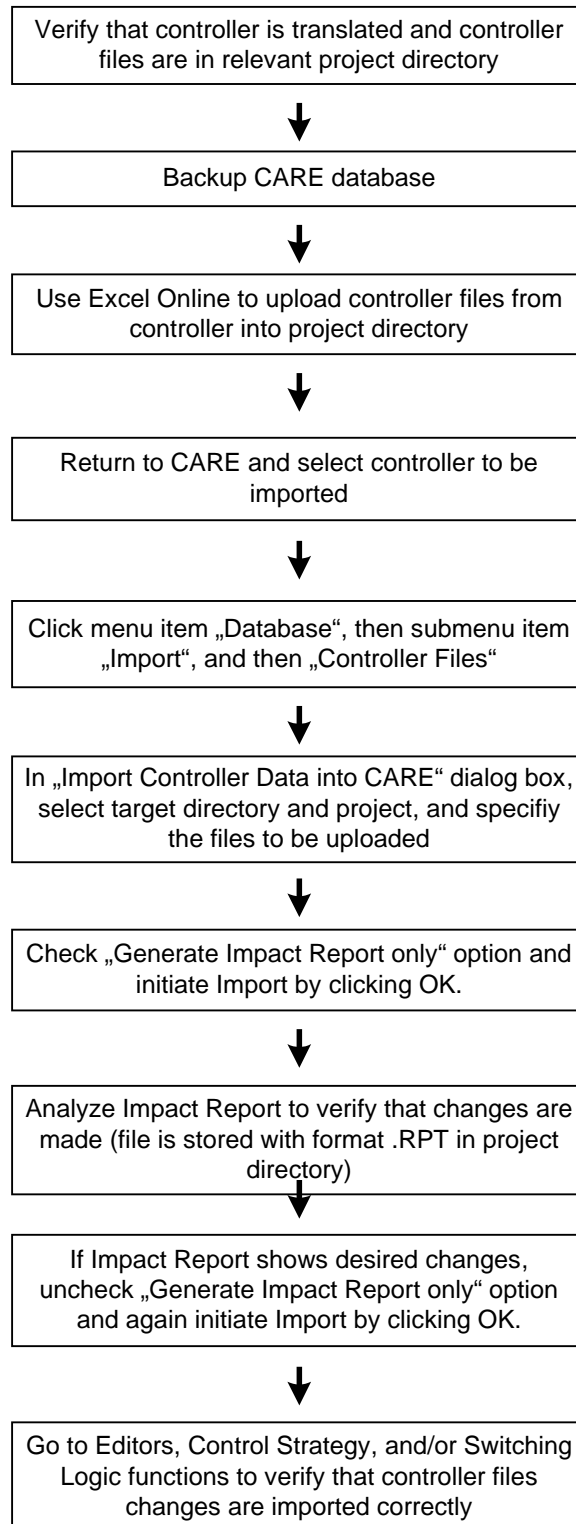 Verify that controller is translated and controller
files are in relevant project directory
Backup CARE database
Use Excel Online to upload controller files from
controller into project directory
Return to CARE and select controller to be
imported
Click menu item „Database“, then submenu item
„Import“, and then „Controller Files“
In „Import Controller Data into CARE“ dialog box,
select target directory and project, and specifiy
the files to be uploaded
Check „Generate Impact Report only“ option and
initiate Import by clicking OK.
Analyze Impact Report to verify that changes are
made (file is stored with format .RPT in project
directory)
If Impact Report shows desired changes,
uncheck „Generate Impact Report only“ option
and again initiate Import by clicking OK.
Go to Editors, Control Strategy, and/or Switching
Logic functions to verify that controller files
changes are imported correctly